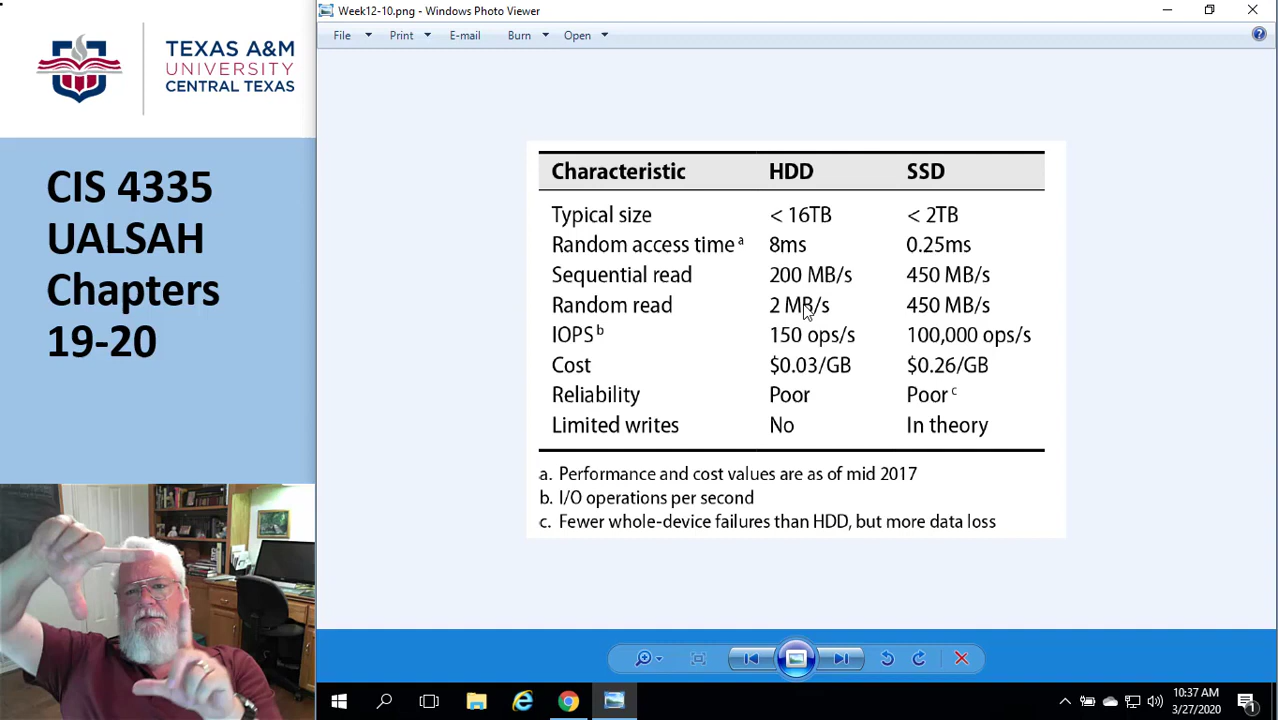 TEXAS A&M
UNIVERSITY
CENTRAL TEXAS
CIS 4335
UALSAH
Chapters
19-20
Week12-10.png - Windows Photo Viewer
File Print E-mail Burn Open
Characteristic HDD SSD
Typical size < 16TB < 2TB
Random access time a 8ms 0.25ms
Sequential read 200 MB/s 450 MB/s
Random read 2 MB/s 450 MB/s
IOPS b 150 ops/s 100,000 ops/s
Cost $0.03/GB $0.26/GB
Reliability Poor Poor c
Limited writes No In theory
a. Performance and cost values are as of mid 2017
b. I/O operations per second
c. Fewer whole-device failures than HDD, but more data loss
10:37 AM
3/27/2020
1